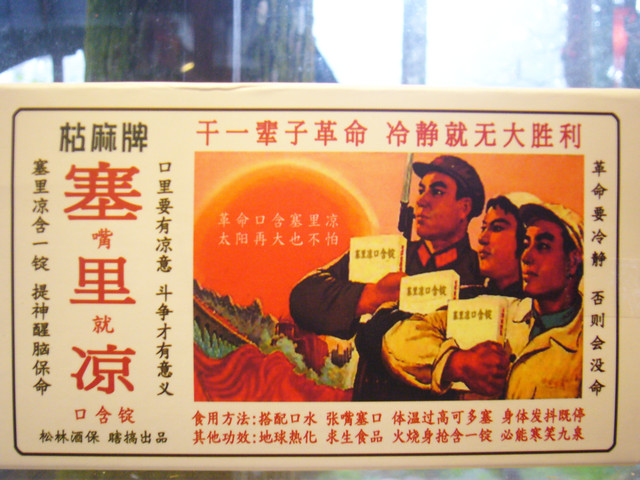 枯麻牌
塞嘴里就凉
口含锭
松林酒保 瞎搞出品
塞里凉含一锭 提神醒脑保命
口里要有凉意 斗争才有意义
干一辈子革命 冷静就无大胜利
革命口含塞里凉
太阳再大也不怕
塞里凉口含锭
塞里凉口含锭
塞里凉口含锭
革命要冷静 否则会没命
食用方法:搭配口水 张嘴塞口 体温过高可多塞 身体发抖既停
其他功效:地球热化 求生食品 火烧身抢含一锭 必能寒笑九泉